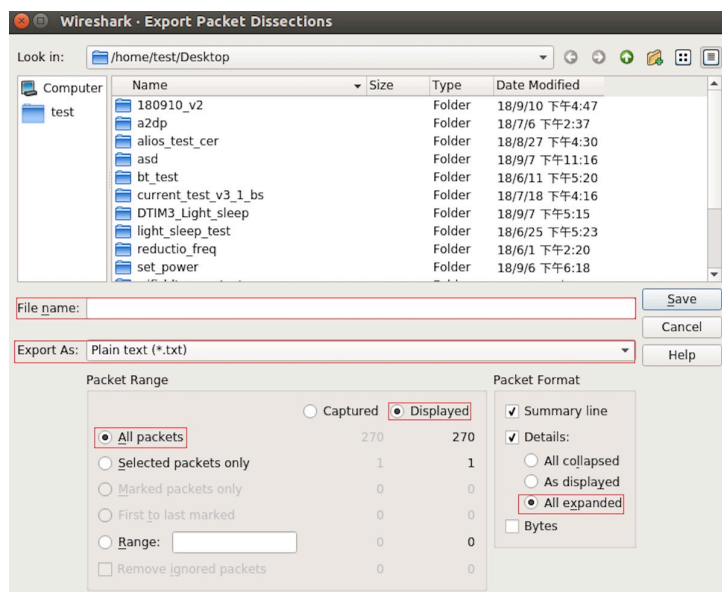 Wireshark · Export Packet Dissections
Look in: /home/test/Desktop
Computer
test
Name Size Type Date Modified
180910_v2 Folder 18/9/10 下午4:47
a2dp Folder 18/7/6 下午2:37
alios_test_cer Folder 18/8/27 下午4:30
asd Folder 18/9/7 下午11:16
bt_test Folder 18/6/11 下午5:20
current_test_v3_1_bs Folder 18/7/18 下午4:16
DTIM3_Light_sleep Folder 18/9/7 下午5:15
light_sleep_test Folder 18/6/25 下午5:23
reductio_freq Folder 18/6/1 下午2:20
set_power Folder 18/9/6 下午6:18
File name: Save
Cancel
Export As: Plain text (*.txt) Help
Packet Range
Captured Displayed
All packets 270 270
Selected packets only 1 1
Marked packets only 0 0
First to last marked 0 0
Range: 0 0
Remove ignored packets 0 0
Packet Format
Summary line
Details:
All collapsed
As displayed
All expanded
Bytes